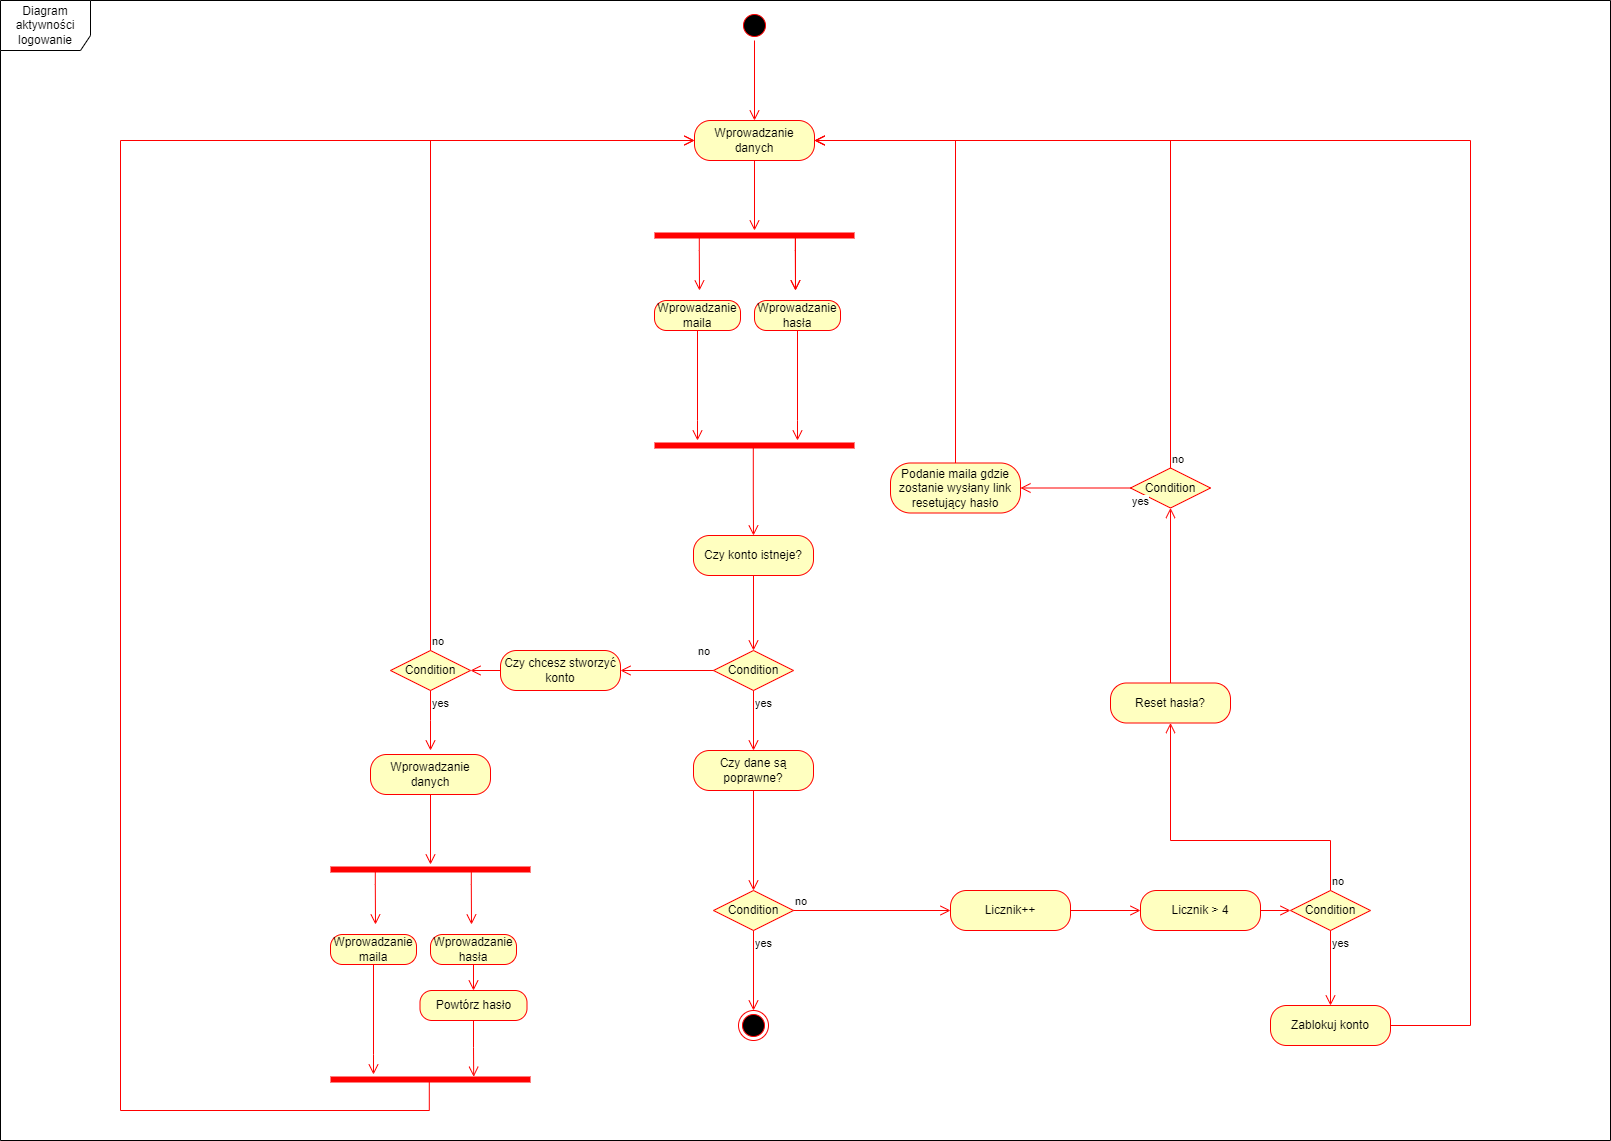 Diagram
aktywności
logowanie
Wprowadzanie
danych
Wprowadzanie
maila
Wprowadzanie
hasła
no
Podanie maila gdzie
zostanie wysłany link
resetujący hasło
Condition
yes
Czy konto istneje?
no
Condition
yes
Czy chcesz stworzyć
konto
no
Condition
yes
Reset hasła?
Wprowadzanie
danych
Czy dane są
poprawne?
Condition
no
yes
Licznik++
Licznik > 4
no
Condition
yes
Wprowadzanie
maila
Wprowadzanie
hasła
Powtórz hasło
Zablokuj konto